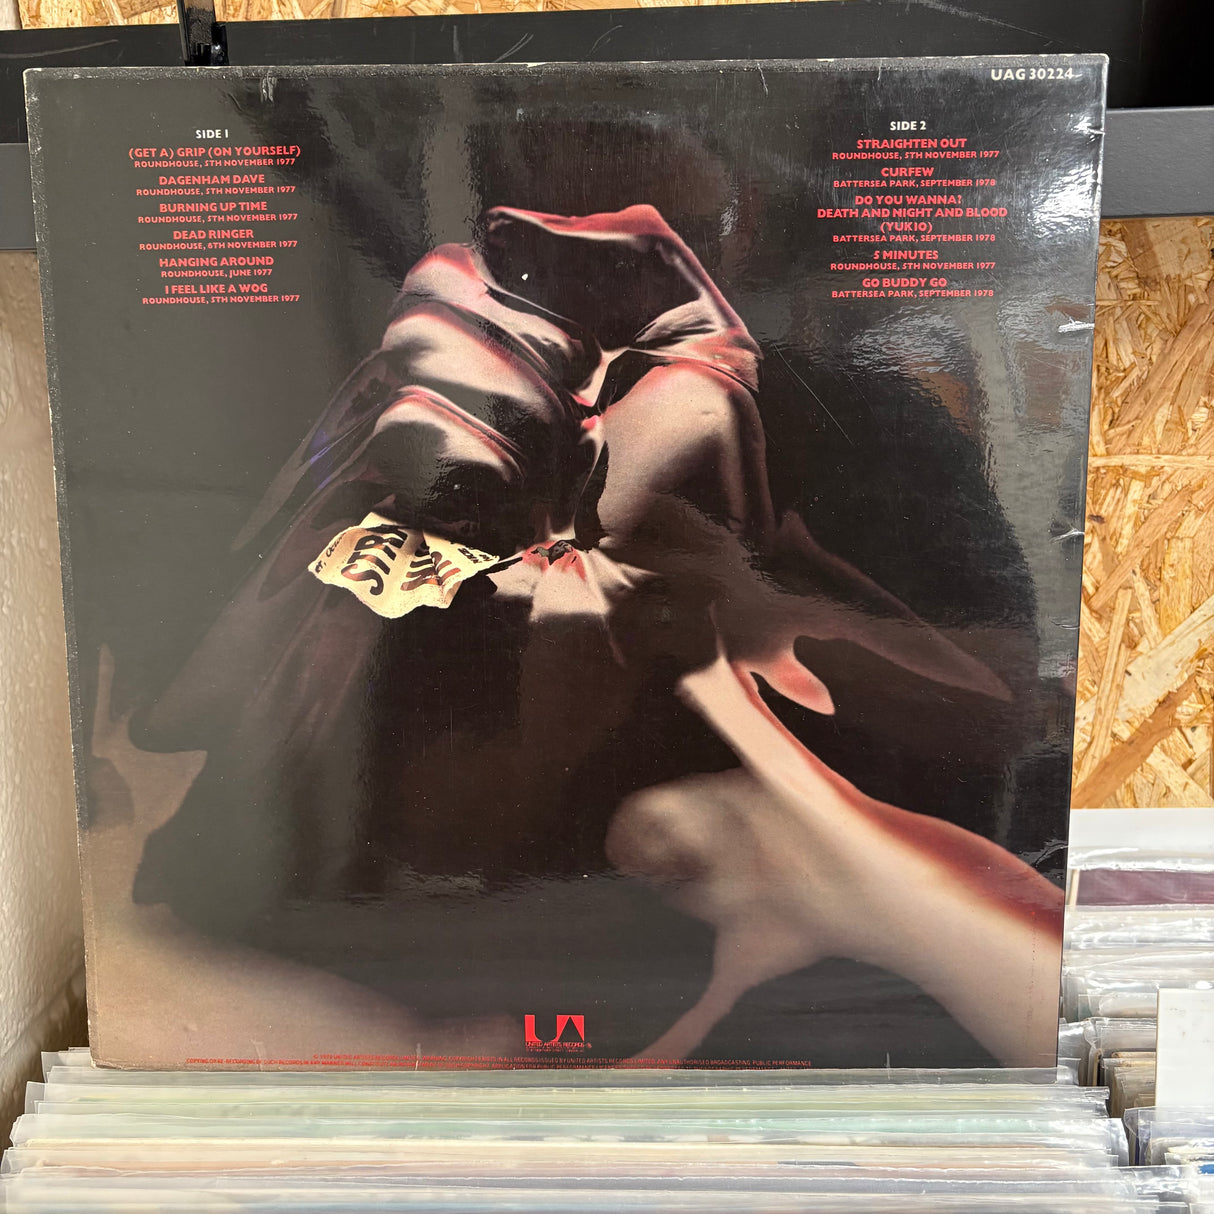 UAG 30224
SIDE 1
(GET A) GRIP (ON YOURSELF)
ROUNDHOUSE, 5TH NOVEMBER 1977
DAGENHAM DAVE
ROUNDHOUSE, 5TH NOVEMBER 1977
BURNING UP TIME
ROUNDHOUSE, 5TH NOVEMBER 1977
DEAD RINGER
ROUNDHOUSE, 6TH NOVEMBER 1977
HANGING AROUND
ROUNDHOUSE, JUNE 1977
I FEEL LIKE A WOG
ROUNDHOUSE, 5TH NOVEMBER 1977
SIDE 2
STRAIGHTEN OUT
ROUNDHOUSE, 5TH NOVEMBER 1977
CURFEW
BATTERSEA PARK, SEPTEMBER 1978
DO YOU WANNA?
DEATH AND NIGHT AND BLOOD
(YUKIO)
BATTERSEA PARK, SEPTEMBER 1978
5 MINUTES
ROUNDHOUSE, 5TH NOVEMBER 1977
GO BUDDY GO
BATTERSEA PARK, SEPTEMBER 1978
STRA
UA
UNITED ARTISTS RECORDS